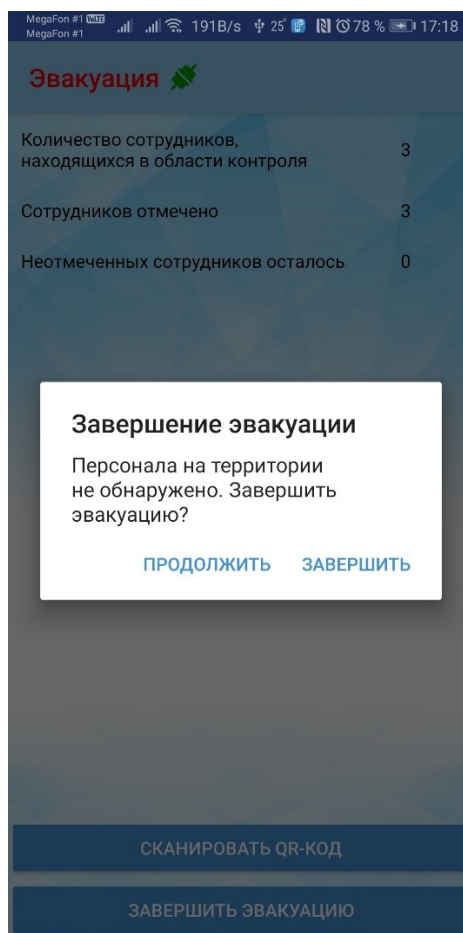 MegaFon #1 VoLTE 191B/s 25° 78 % 17:18
MegaFon #1
Эвакуация
Количество сотрудников,
находящихся в области контроля 3
Сотрудников отмечено 3
Неотмеченных сотрудников осталось 0
Завершение эвакуации
Персонала на территории
не обнаружено. Завершить
эвакуацию?
ПРОДОЛЖИТЬ ЗАВЕРШИТЬ
СКАНИРОВАТЬ QR-КОД
ЗАВЕРШИТЬ ЭВАКУАЦИЮ